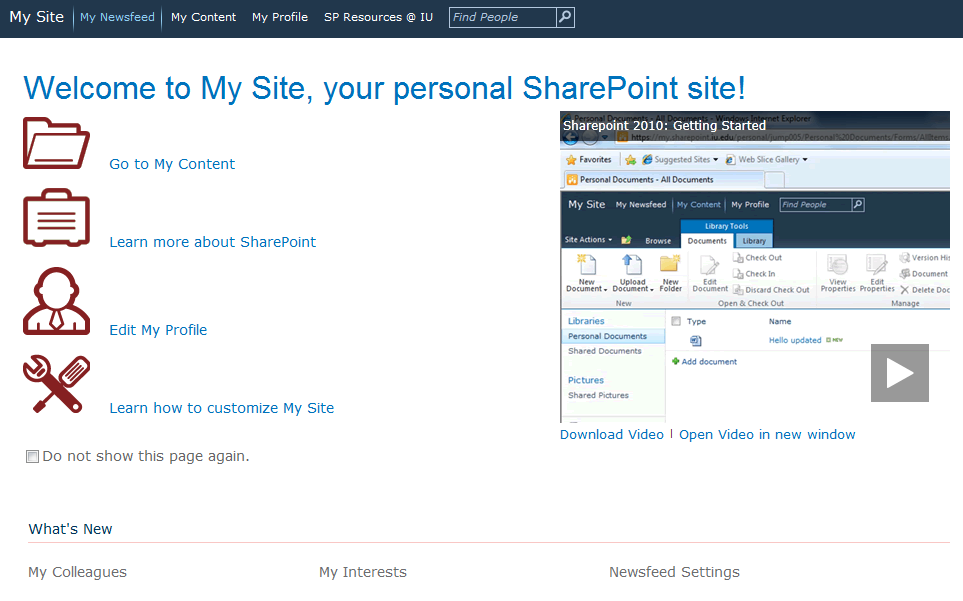 My Site My Newsfeed My Content My Profile SP Resources @ IU Find People
Welcome to My Site, your personal SharePoint site!
Go to My Content
Learn more about SharePoint
Edit My Profile
Learn how to customize My Site
Do not show this page again.
Sharepoint 2010: Getting Started
Favorites Suggested Sites Web Slice Gallery
Personal Documents - All Documents
My Site My Newsfeed My Content My Profile Find People
Library Tools
Site Actions Browse Documents Library
New Document Upload Document New Folder Edit Document Check Out Check In Discard Check Out View Properties Edit Properties Version His Document Delete Doc
New Open & Check Out Manage
Libraries Type Name
Personal Documents Hello updated NEW
Shared Documents
Add document
Pictures
Shared Pictures
Download Video | Open Video in new window
What's New
My Colleagues My Interests Newsfeed Settings